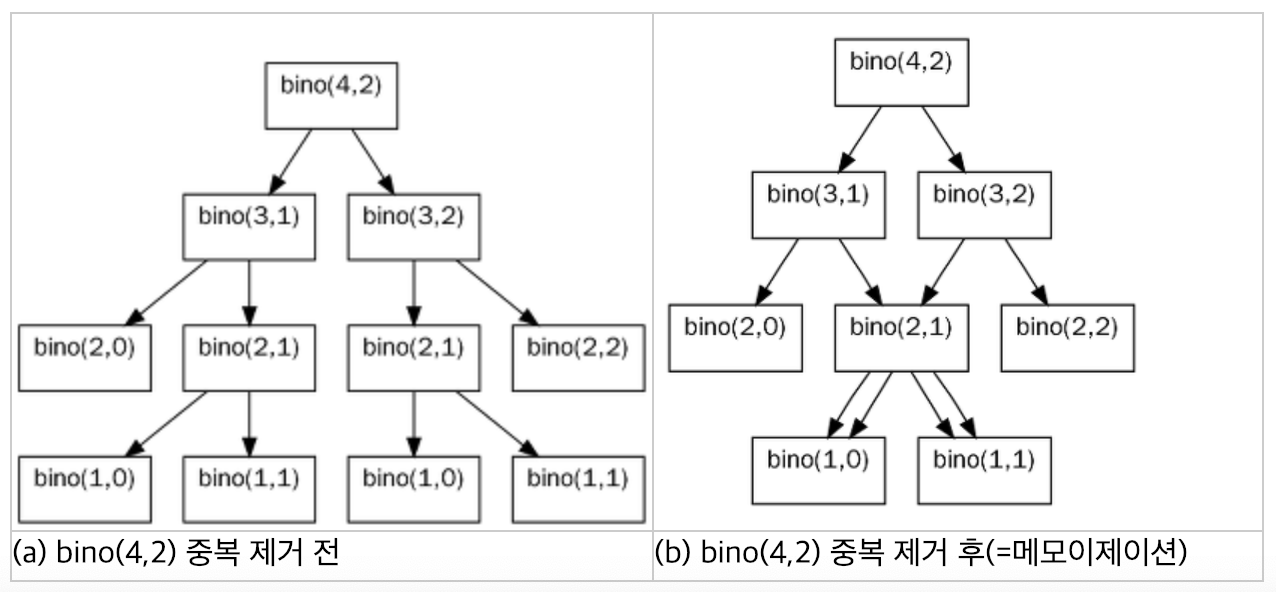 bino(4,2)
bino(3,1) bino(3,2)
bino(2,0) bino(2,1) bino(2,1) bino(2,2)
bino(1,0) bino(1,1) bino(1,0) bino(1,1)
(a) bino(4,2) 중복 제거 전
bino(4,2)
bino(3,1) bino(3,2)
bino(2,0) bino(2,1) bino(2,2)
bino(1,0) bino(1,1)
(b) bino(4,2) 중복 제거 후(=메모이제이션)